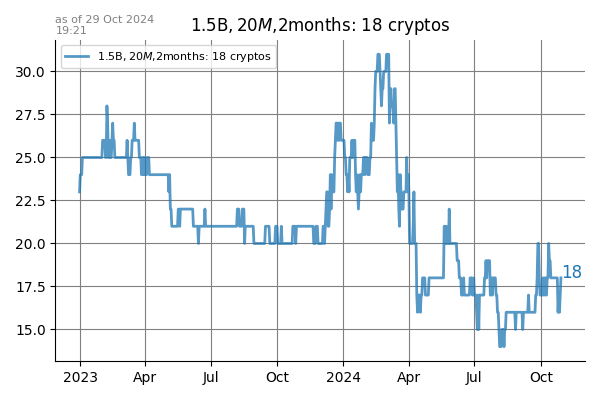 as of 29 Oct 2024
19:21
1.5B, 20M,2months: 18 cryptos
1.5B, 20M,2months: 18 cryptos
30.0
27.5
25.0
22.5
20.0
18
17.5
15.0
2023 Apr Jul Oct 2024 Apr Jul Oct